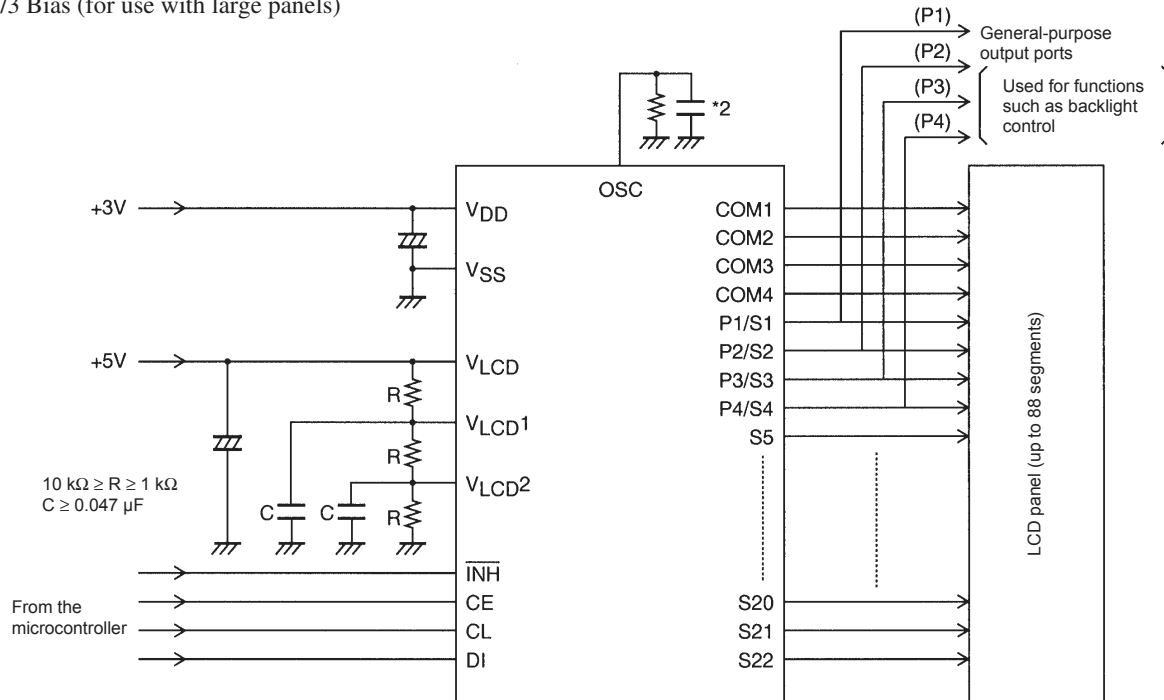 /3 Bias (for use with large panels)
(P1)
General-purpose
output ports
(P2)
(P3)
Used for functions
such as backlight
control
(P4)
*2
OSC
+3V
VDD
VSS
+5V
VLCD
R
VLCD1
R
VLCD2
R
C
C
10 kΩ ≥ R ≥ 1 kΩ
C ≥ 0.047 µF
INH
CE
CL
DI
From the
microcontroller
COM1
COM2
COM3
COM4
P1/S1
P2/S2
P3/S3
P4/S4
S5
S20
S21
S22
LCD panel (up to 88 segments)